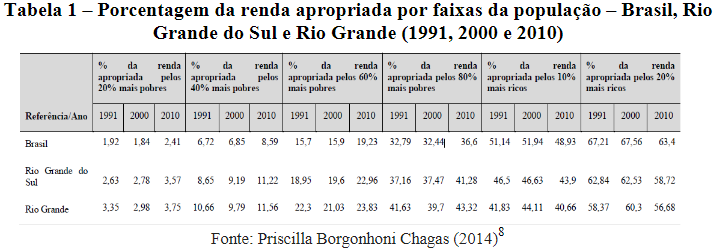 Tabela 1 – Porcentagem da renda apropriada por faixas da população – Brasil, Rio
Grande do Sul e Rio Grande (1991, 2000 e 2010)
% da renda apropriada pelos 20% mais pobres % da renda apropriada pelos 40% mais pobres % da renda apropriada pelos 60% mais pobres % da renda apropriada pelos 80% mais pobres % da renda apropriada pelos 10% mais ricos % da renda apropriada pelos 20% mais ricos
Referência/Ano 1991 2000 2010 1991 2000 2010 1991 2000 2010 1991 2000 2010 1991 2000 2010 1991 2000 2010
Brasil 1,92 1,84 2,41 6,72 6,85 8,59 15,7 15,9 19,23 32,79 32,44 36,6 51,14 51,94 48,93 67,21 67,56 63,4
Rio Grande do Sul 2,63 2,78 3,57 8,65 9,19 11,22 18,95 19,6 22,96 37,16 37,47 41,28 46,5 46,63 43,9 62,84 62,53 58,72
Rio Grande 3,35 2,98 3,75 10,66 9,79 11,56 22,3 21,03 23,83 41,63 39,7 43,32 41,83 44,11 40,66 58,37 60,3 56,68
Fonte: Priscilla Borgonhoni Chagas (2014)8